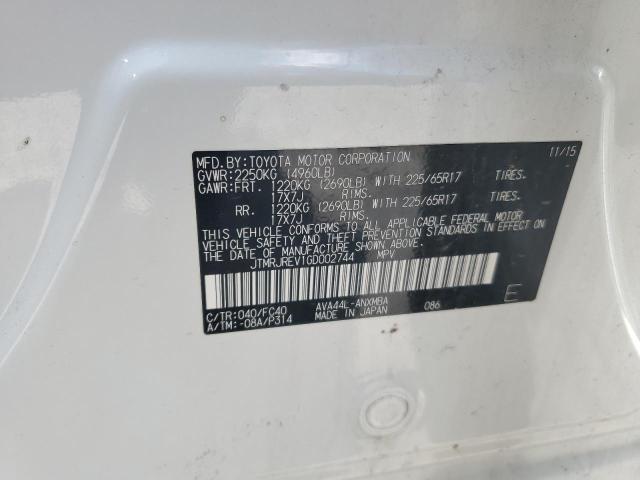 MFD. BY: TOYOTA MOTOR CORPORATION 11/15
GVWR: 2250KG (4960LB)
GAWR: FRT. 1220KG (2690LB) WITH 225/65R17 TIRES.
17X7J RIMS.
RR. 1220KG (2690LB) WITH 225/65R17 TIRES.
17X7J RIMS.
THIS VEHICLE CONFORMS TO ALL APPLICABLE FEDERAL MOTOR
VEHICLE SAFETY AND THEFT PREVENTION STANDARDS IN EFFECT ON
THE DATE OF MANUFACTURE SHOWN ABOVE.
JTMRJREV1GD002744 MPV
C/TR: 040/FC40 AVA44L-ANXMBA 086 E
A/TM: -08A/P314 MADE IN JAPAN